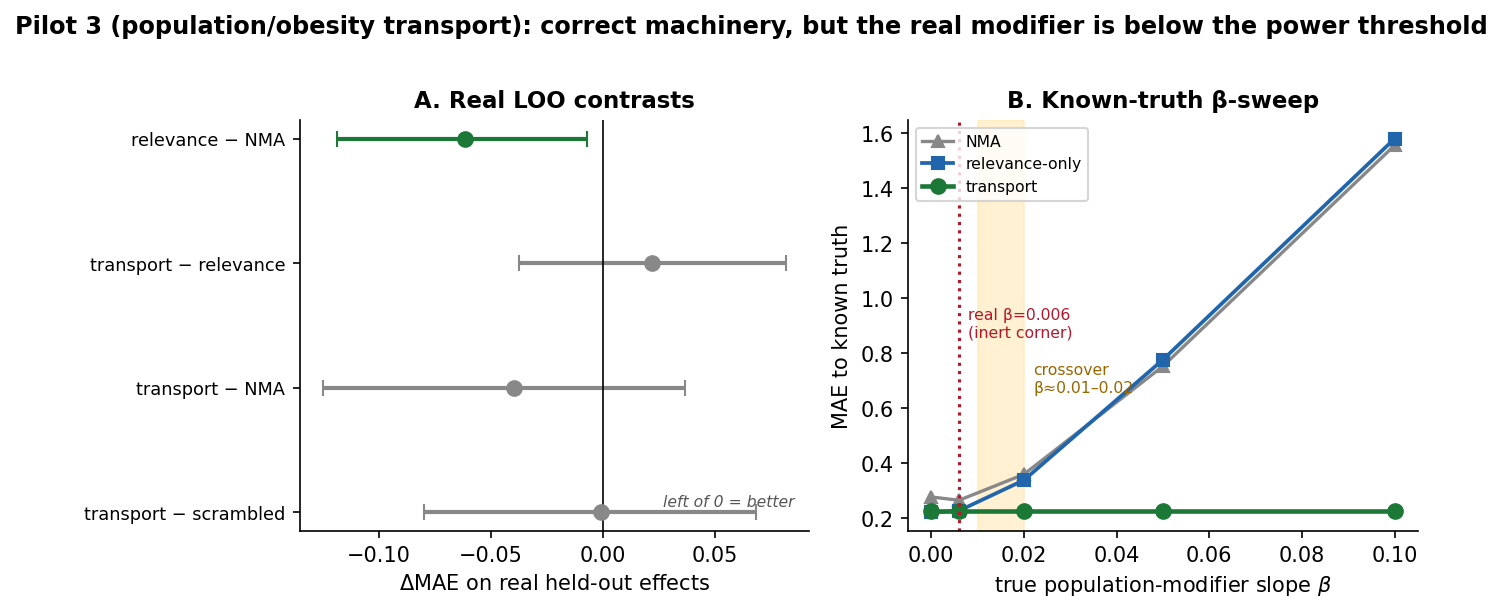 Pilot 3 (population/obesity transport): correct machinery, but the real modifier is below the power threshold
A. Real LOO contrasts
relevance − NMA
transport − relevance
transport − NMA
transport − scrambled
left of 0 = better
−0.10
−0.05
0.00
0.05
ΔMAE on real held-out effects
B. Known-truth β-sweep
NMA
relevance-only
transport
real β=0.006
(inert corner)
crossover
β≈0.01–0.02
MAE to known truth
1.6
1.4
1.2
1.0
0.8
0.6
0.4
0.2
0.00
0.02
0.04
0.06
0.08
0.10
true population-modifier slope β